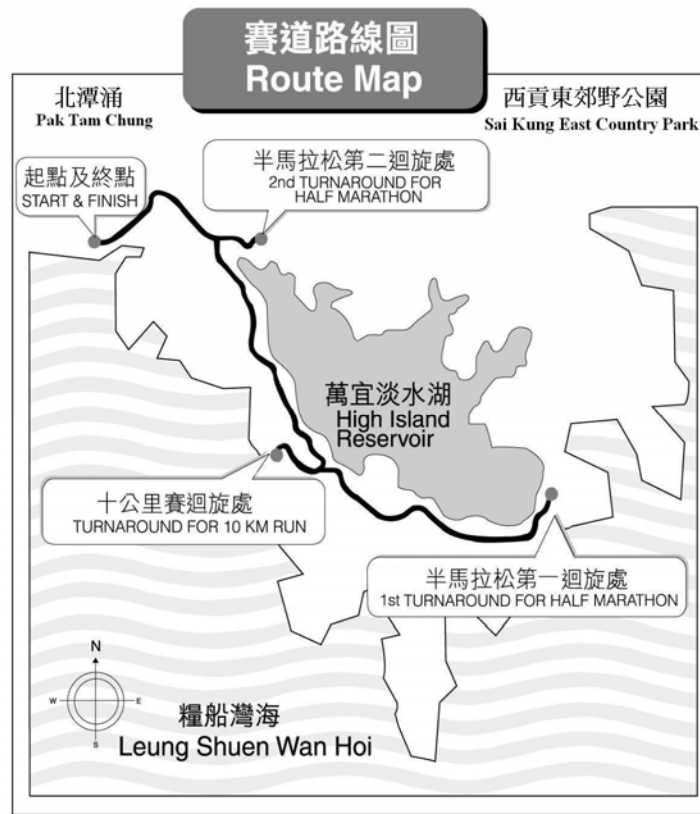 賽道路線圖
Route Map
北潭涌
Pak Tam Chung
西貢東郊野公園
Sai Kung East Country Park
起點及終點
START & FINISH
半馬拉松第二迴旋處
2nd TURNAROUND FOR
HALF MARATHON
萬宜淡水湖
High Island
Reservoir
十公里賽迴旋處
TURNAROUND FOR 10 KM RUN
半馬拉松第一迴旋處
1st TURNAROUND FOR HALF MARATHON
N
W
E
S
糧船灣海
Leung Shuen Wan Hoi